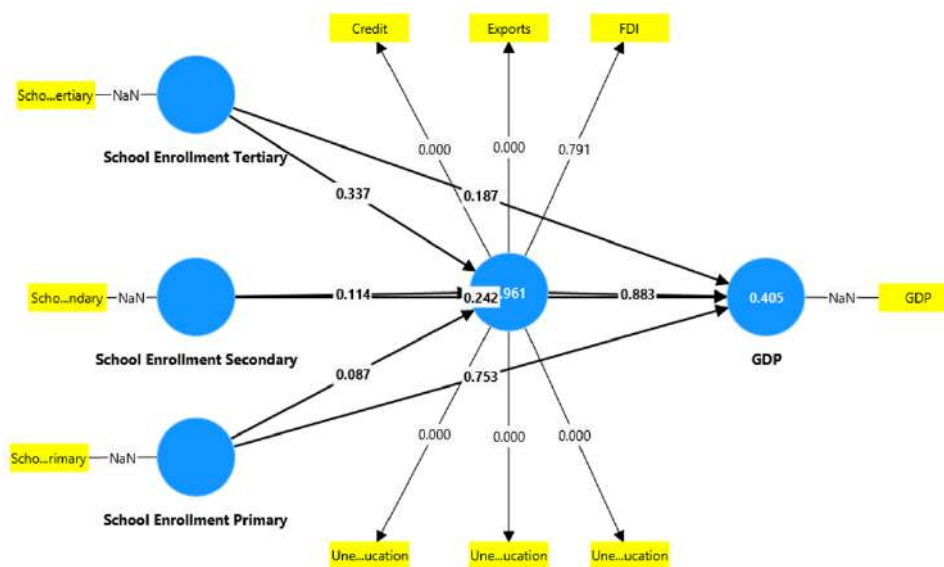 Credit
Exports
FDI
Scho...ertiary
NaN
School Enrollment Tertiary
0.000
0.000
0.791
0.337
0.187
Scho...ndary
NaN
0.114
0.242
.961
0.883
0.405
NaN
GDP
School Enrollment Secondary
GDP
0.087
0.753
0.000
0.000
0.000
Scho...rimary
NaN
School Enrollment Primary
Une...ucation
Une...ucation
Une...ucation